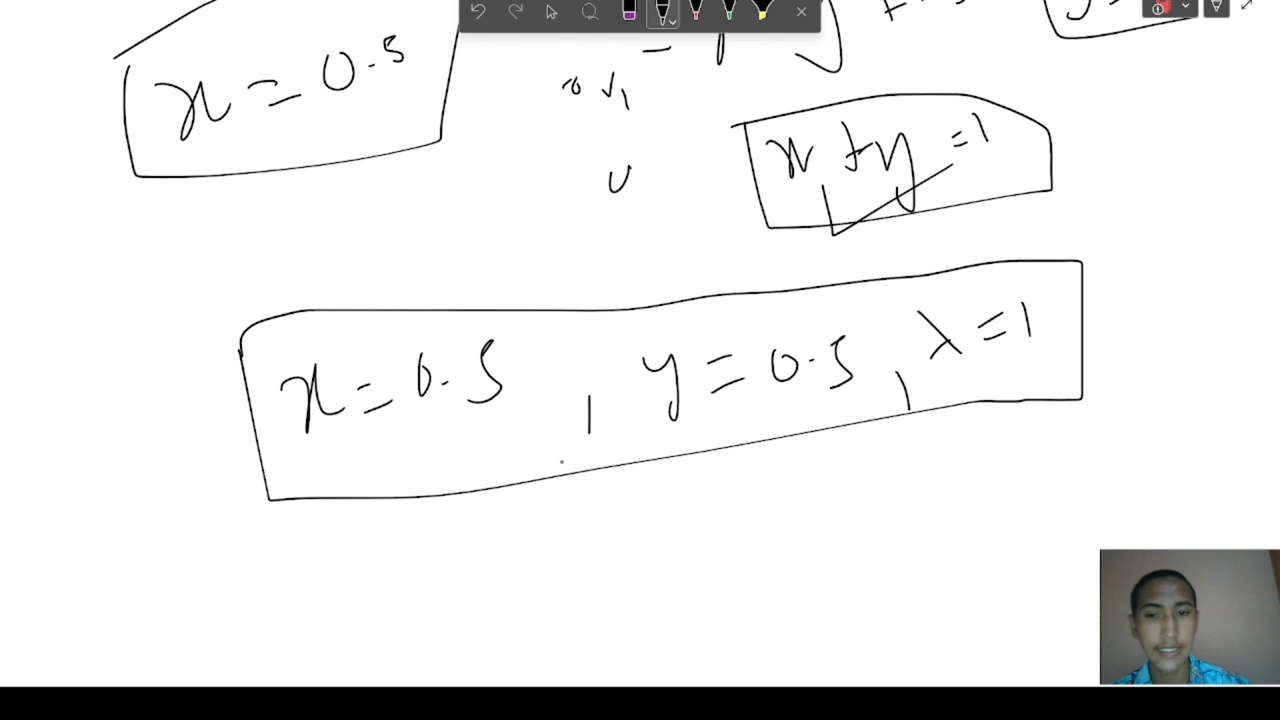 x = 0.5
x + y = 1
x = 0.5 , y = 0.5 , λ = 1